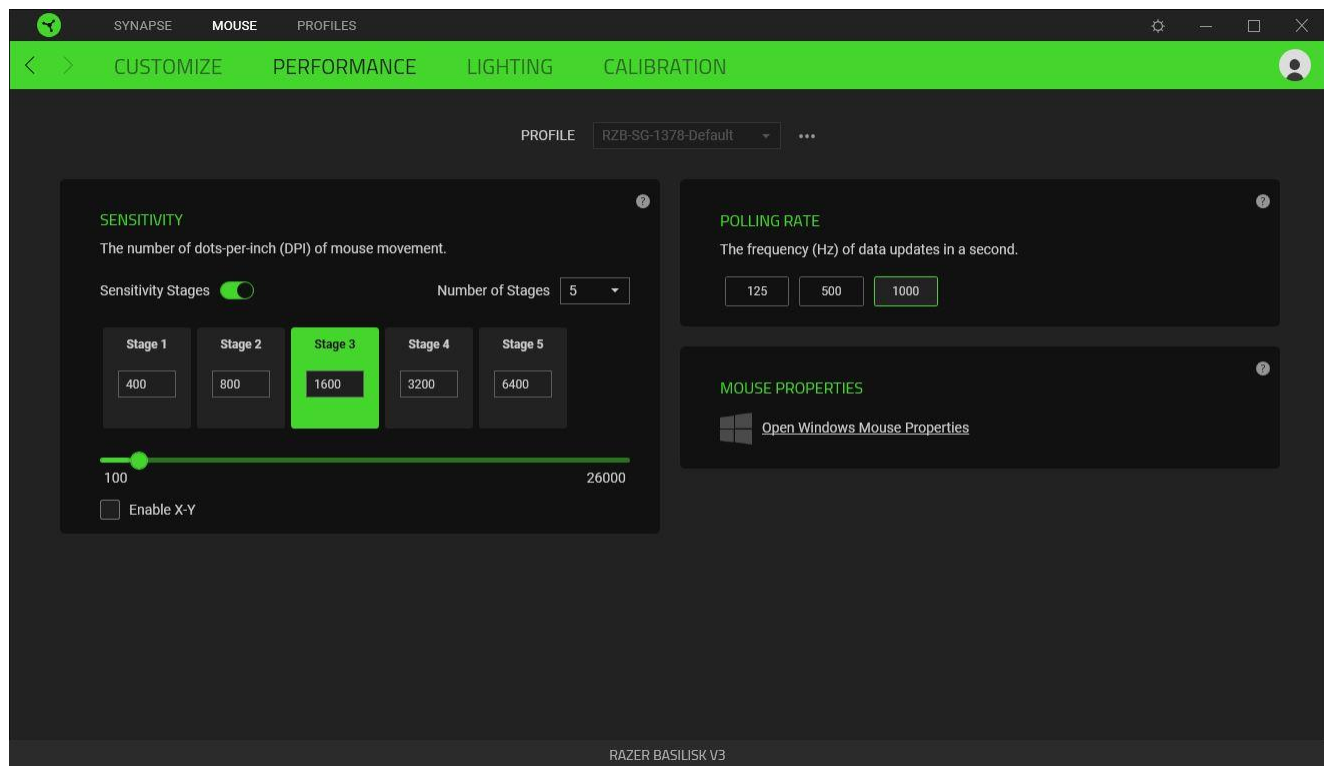 SYNAPSE MOUSE PROFILES
CUSTOMIZE PERFORMANCE LIGHTING CALIBRATION
PROFILE RZB-SG-1378-Default
SENSITIVITY
The number of dots-per-inch (DPI) of mouse movement.
Sensitivity Stages Number of Stages 5
Stage 1 Stage 2 Stage 3 Stage 4 Stage 5
400 800 1600 3200 6400
100 26000
Enable X-Y
POLLING RATE
The frequency (Hz) of data updates in a second.
125 500 1000
MOUSE PROPERTIES
Open Windows Mouse Properties
RAZER BASILISK V3